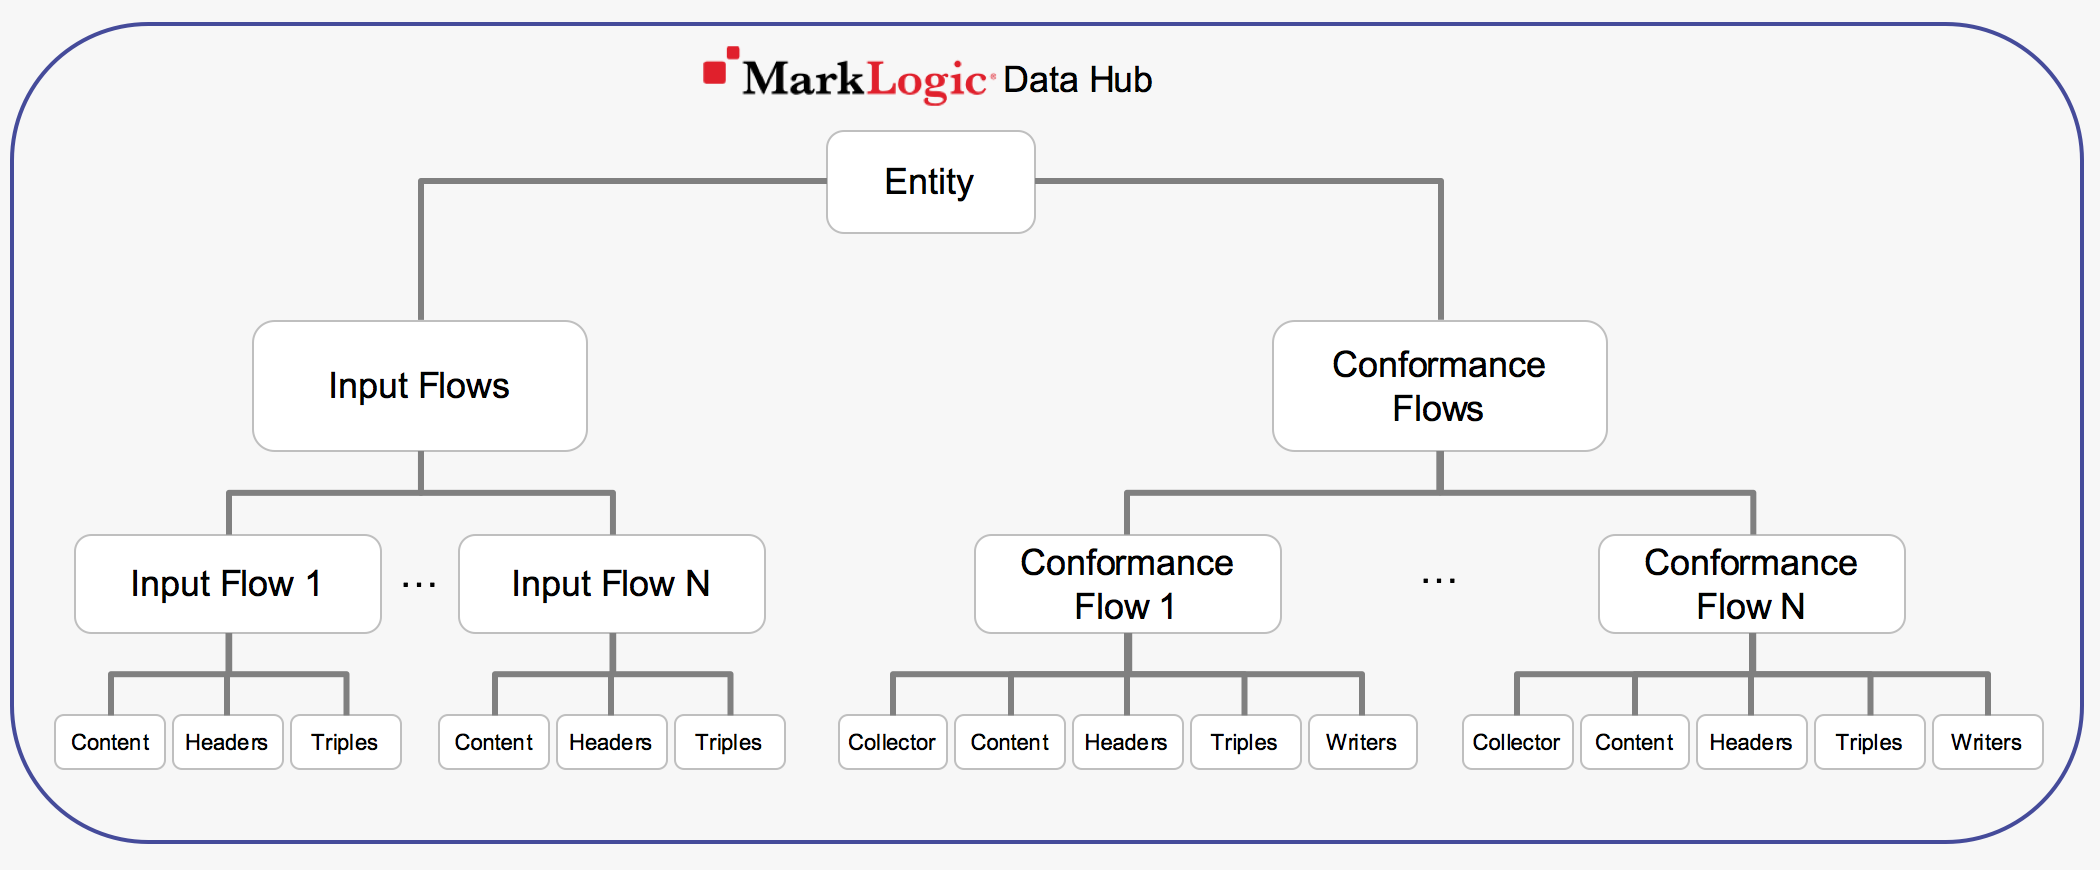 MarkLogic® Data Hub
Entity
Input Flows
Conformance
Flows
Input Flow 1
...
Input Flow N
Conformance
Flow 1
...
Conformance
Flow N
Content
Headers
Triples
Content
Headers
Triples
Collector
Content
Headers
Triples
Writers
Collector
Content
Headers
Triples
Writers